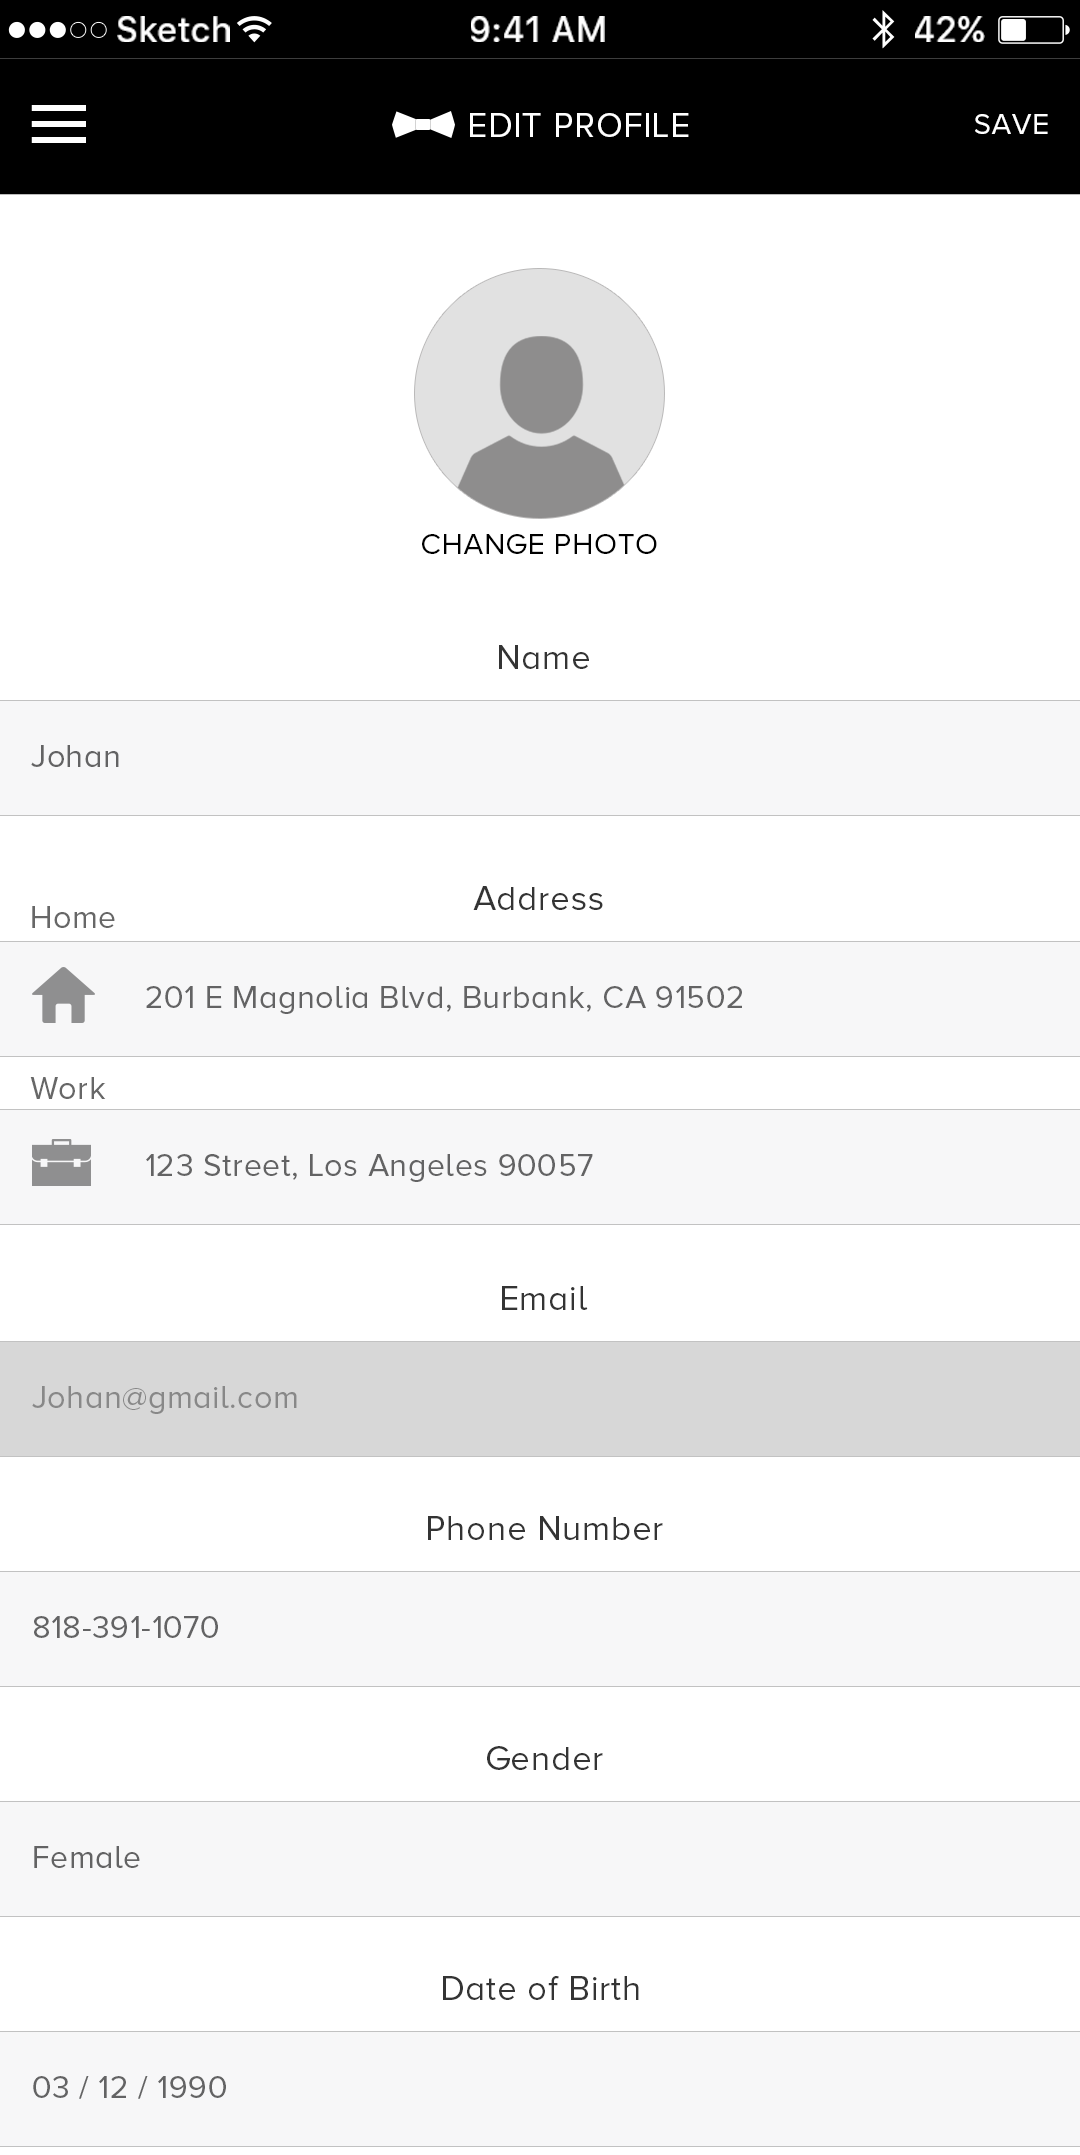 Sketch 9:41 AM 42%
EDIT PROFILE SAVE
CHANGE PHOTO
Name
Johan
Address
Home
201 E Magnolia Blvd, Burbank, CA 91502
Work
123 Street, Los Angeles 90057
Email
Johan@gmail.com
Phone Number
818-391-1070
Gender
Female
Date of Birth
03 / 12 / 1990